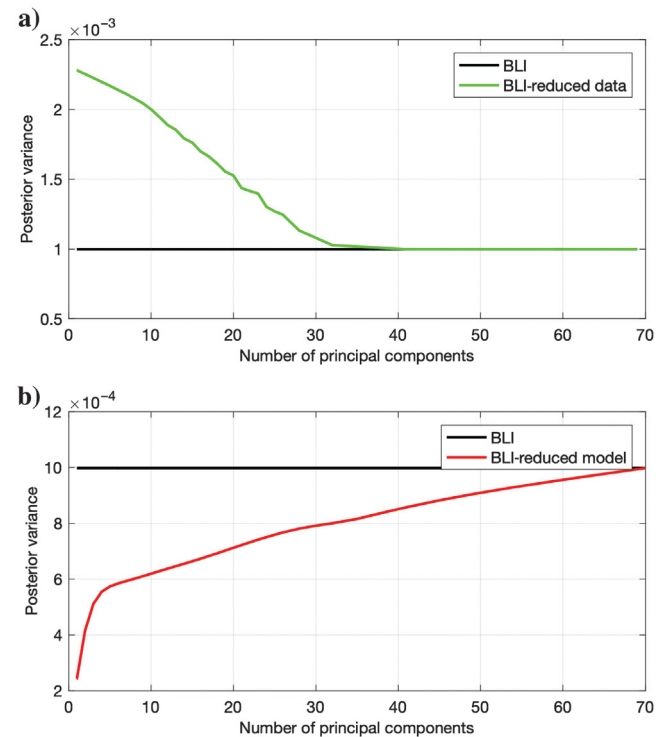 a)
× 10⁻³
2.5
2
1.5
1
0.5
Posterior variance
BLI
BLI-reduced data
0 10 20 30 40 50 60 70
Number of principal components
b)
× 10⁻⁴
12
10
8
6
4
2
Posterior variance
BLI
BLI-reduced model
0 10 20 30 40 50 60 70
Number of principal components